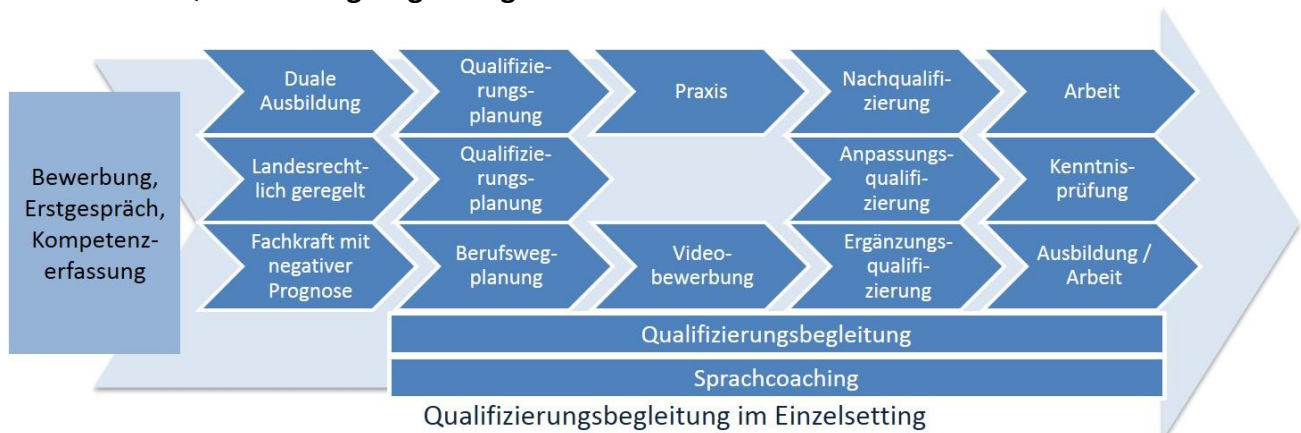 Duale
Ausbildung
Qualifizie-
rungs-
planung
Praxis
Nachqualifi-
zierung
Arbeit
Bewerbung,
Erstgespräch,
Kompetenz-
erfassung
Landesrecht-
lich geregelt
Qualifizie-
rungs-
planung
Anpassungs-
qualifi-
zierung
Kenntnis-
prüfung
Fachkraft mit
negativer
Prognose
Berufsweg-
planung
Video-
bewerbung
Ergänzungs-
qualifi-
zierung
Ausbildung /
Arbeit
Qualifizierungsbegleitung
Sprachcoaching
Qualifizierungsbegleitung im Einzelsetting